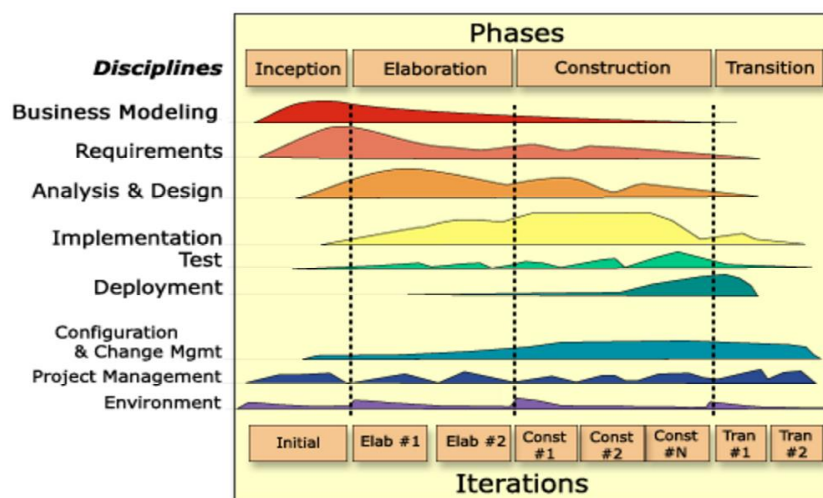 Phases
Disciplines
Inception
Elaboration
Construction
Transition
Business Modeling
Requirements
Analysis & Design
Implementation
Test
Deployment
Configuration
& Change Mgmt
Project Management
Environment
Initial
Elab #1
Elab #2
Const
#1
Const
#2
Const
#N
Tran
#1
Tran
#2
Iterations